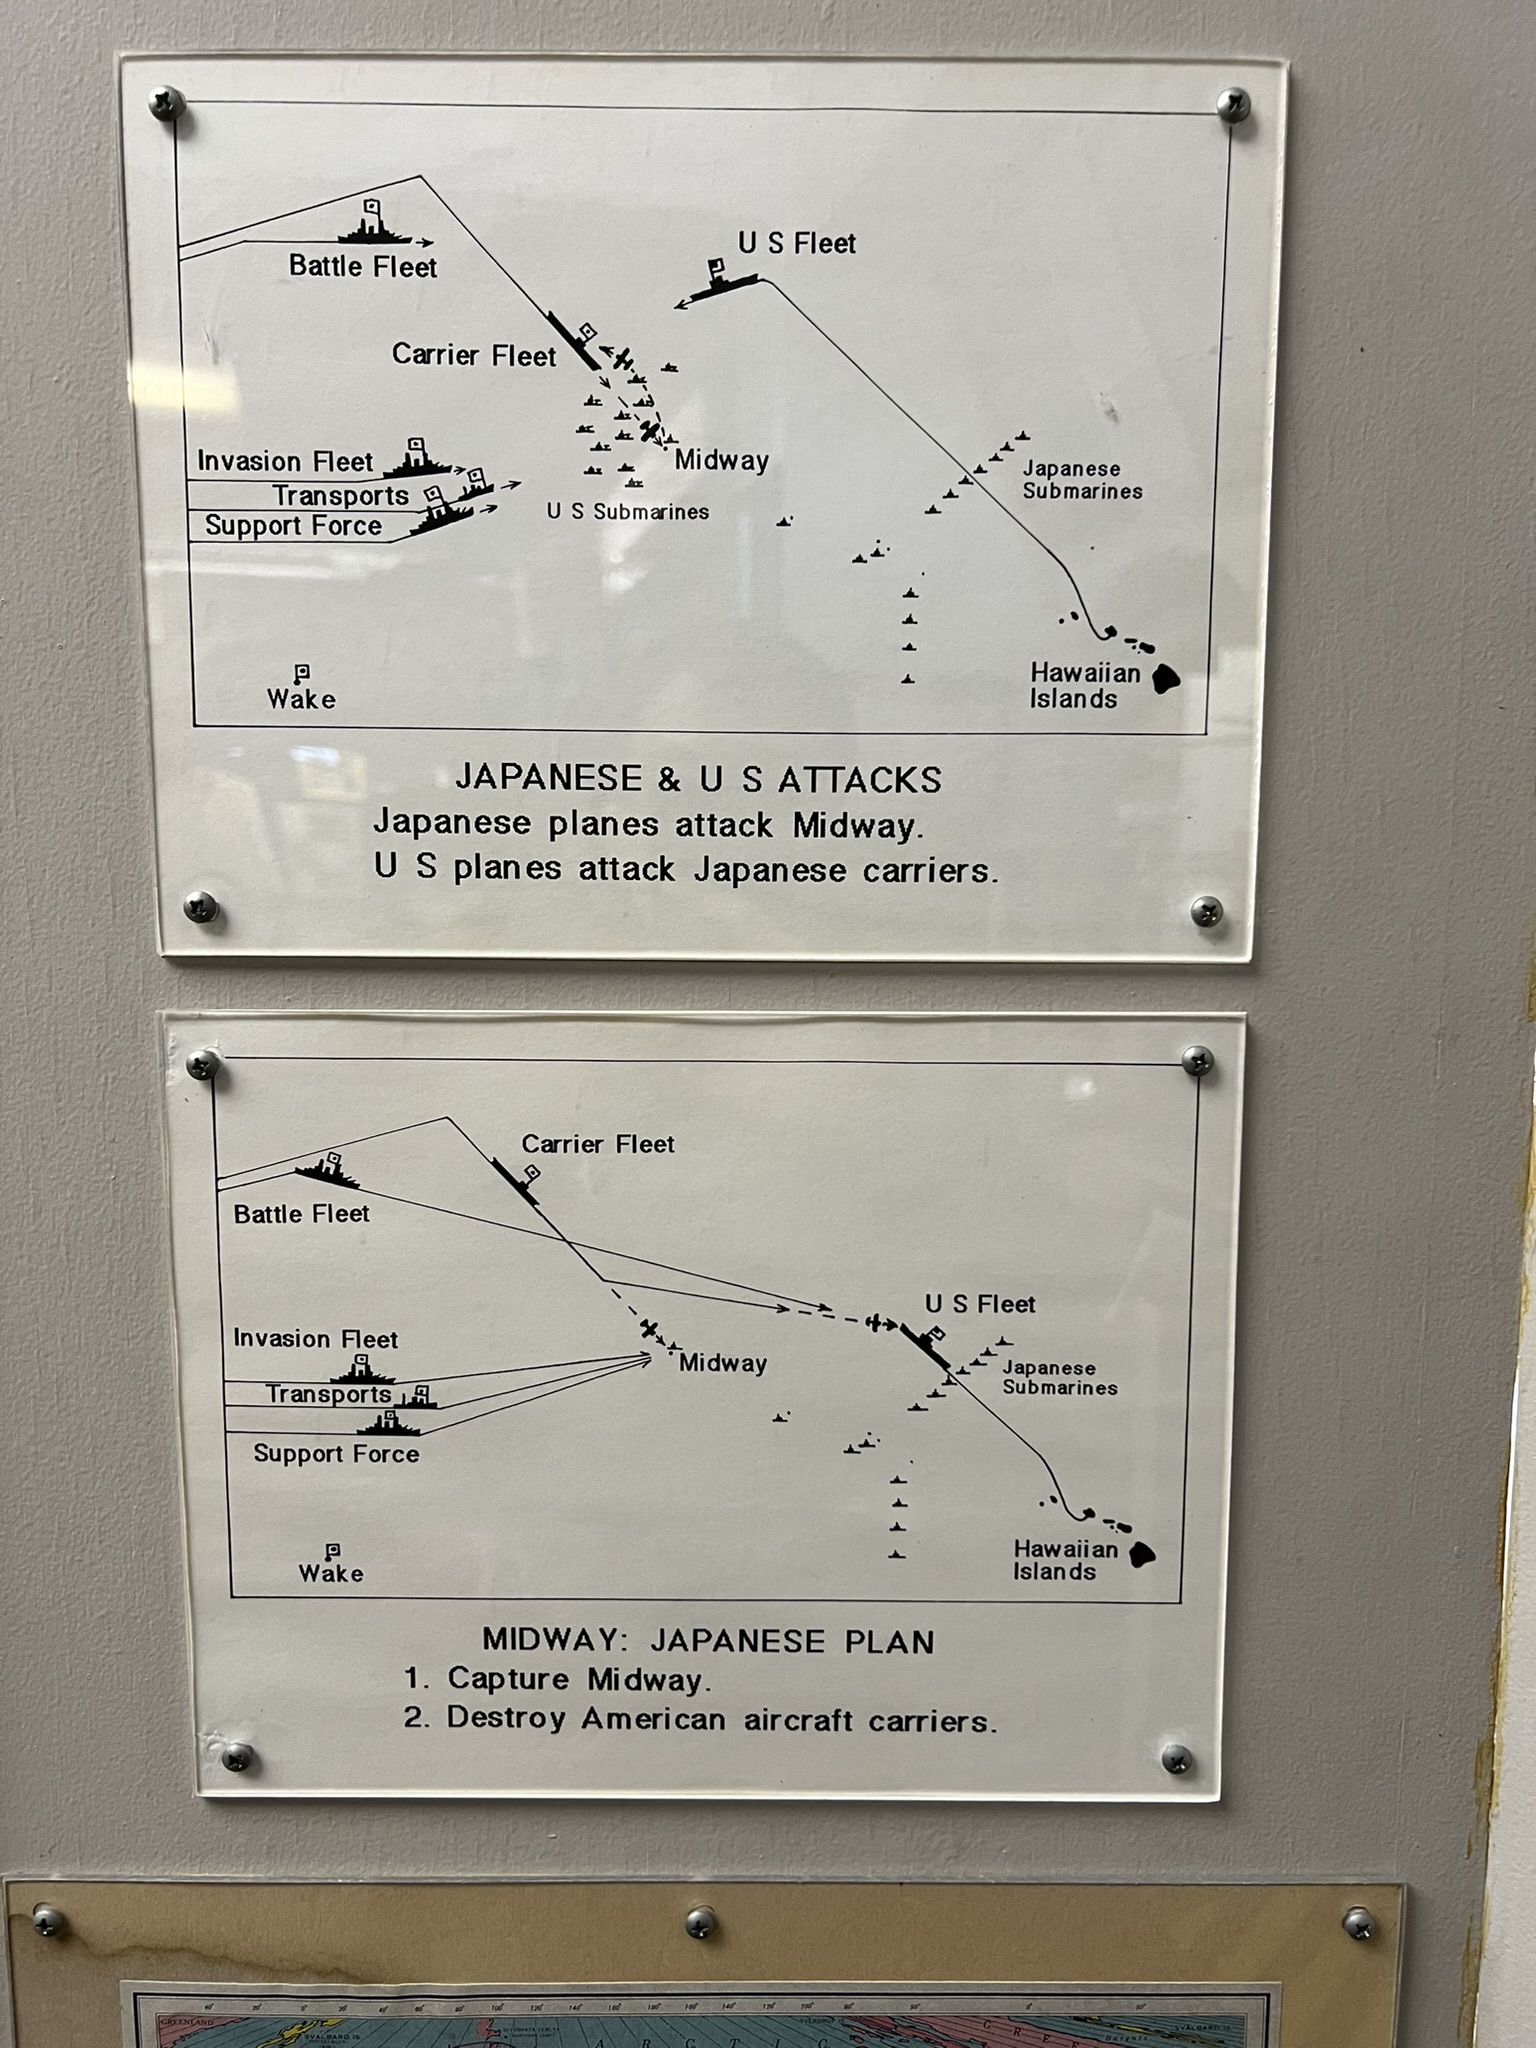 U S Fleet
Battle Fleet
Carrier Fleet
Invasion Fleet
Midway
Transports
Japanese
Submarines
U S Submarines
Support Force
Wake
Hawaiian
Islands
JAPANESE & U S ATTACKS
Japanese planes attack Midway.
U S planes attack Japanese carriers.
Carrier Fleet
Battle Fleet
U S Fleet
Invasion Fleet
Midway
Japanese
Submarines
Transports
Support Force
Wake
Hawaiian
Islands
MIDWAY: JAPANESE PLAN
1. Capture Midway.
2. Destroy American aircraft carriers.
GREENLAND
SVALBARD IS.
A R C T I C
G R E
SVALBARD IS.